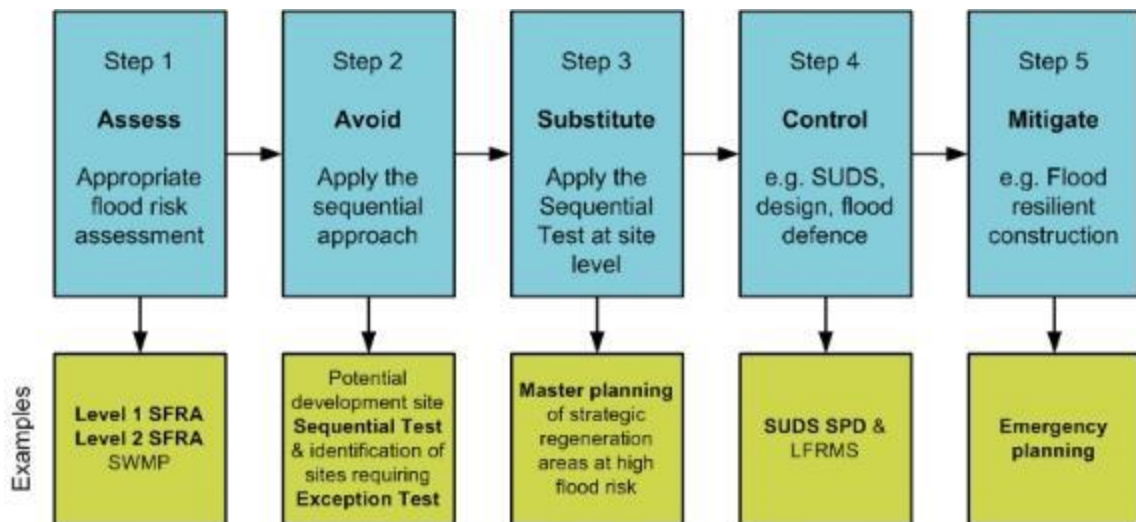 Step 1
Assess
Appropriate
flood risk
assessment
Step 2
Avoid
Apply the
sequential
approach
Step 3
Substitute
Apply the
Sequential
Test at site
level
Step 4
Control
e.g. SUDS,
design, flood
defence
Step 5
Mitigate
e.g. Flood
resilient
construction
Examples
Level 1 SFRA
Level 2 SFRA
SWMP
Potential
development site
Sequential Test
& identification of
sites requiring
Exception Test
Master planning
of strategic
regeneration
areas at high
flood risk
SUDS SPD &
LFRMS
Emergency
planning